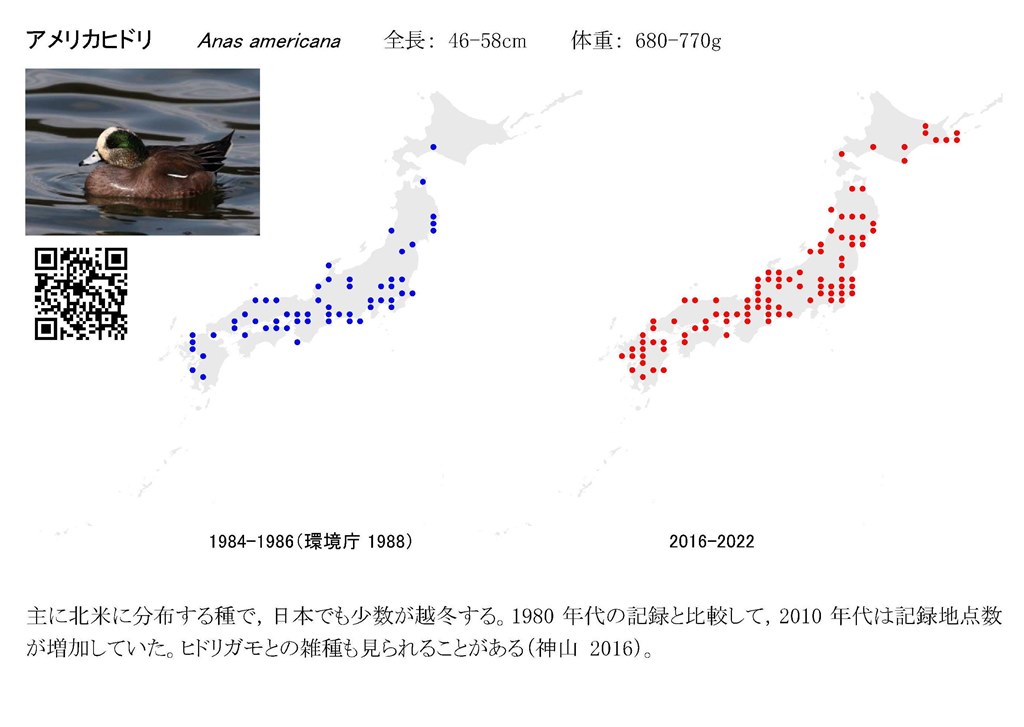 アメリカヒドリ Anas americana 全長： 46-58cm 体重： 680-770g
1984-1986（環境庁 1988） 2016-2022
主に北米に分布する種で，日本でも少数が越冬する。1980 年代の記録と比較して，2010 年代は記録地点数
が増加していた。ヒドリガモとの雑種も見られることがある（神山 2016）。